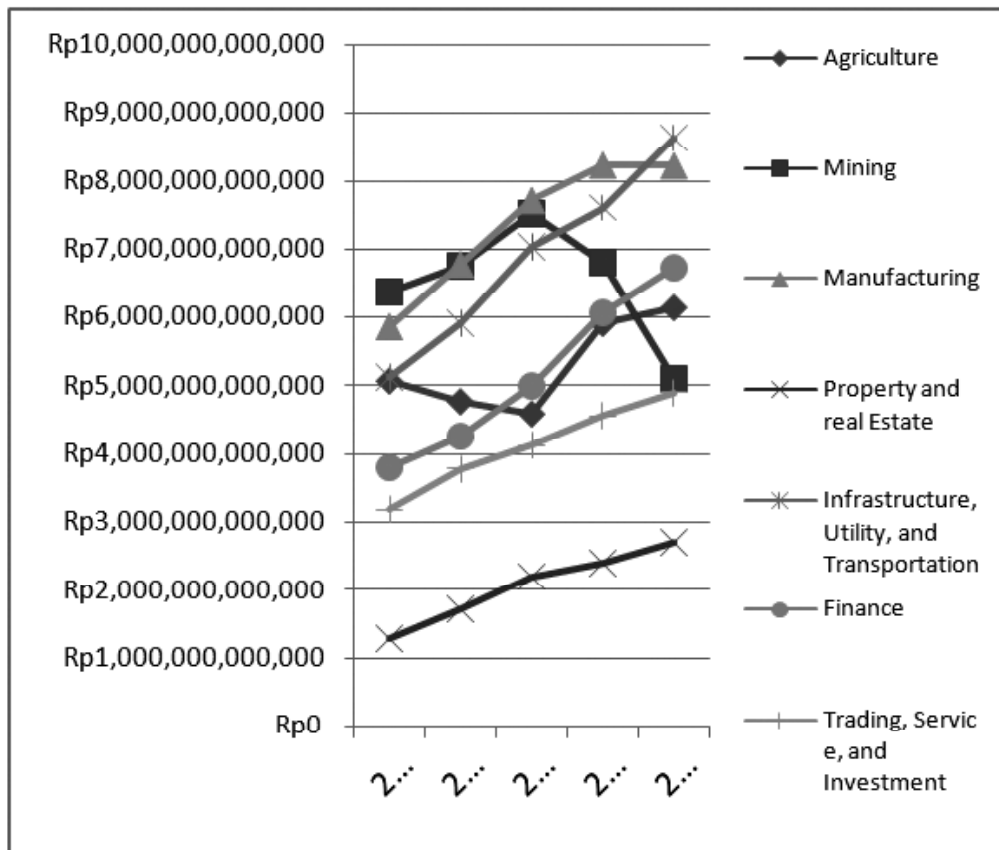 Rp10,000,000,000,000
Rp9,000,000,000,000
Rp8,000,000,000,000
Rp7,000,000,000,000
Rp6,000,000,000,000
Rp5,000,000,000,000
Rp4,000,000,000,000
Rp3,000,000,000,000
Rp2,000,000,000,000
Rp1,000,000,000,000
Rp0
2...
2...
2...
2...
2...
Agriculture
Mining
Manufacturing
Property and
real Estate
Infrastructure,
Utility, and
Transportation
Finance
Trading, Servic
e, and
Investment